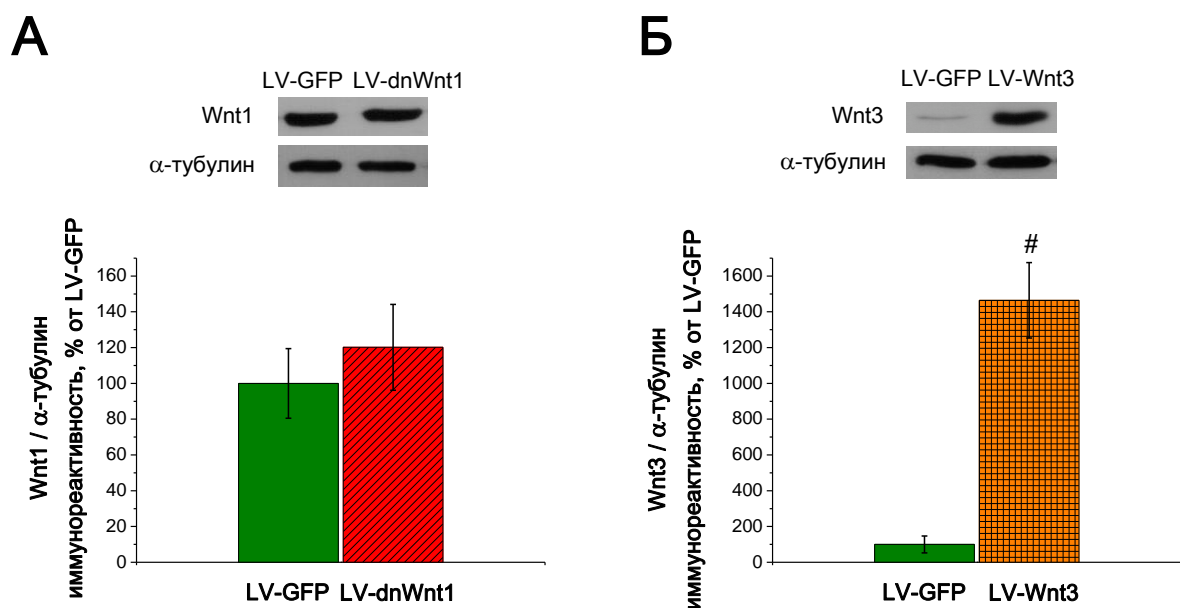 А
LV-GFP LV-dnWnt1
Wnt1
α-тубулин
Wnt1 / α-тубулин
иммунореактивность, % от LV-GFP
160
140
120
100
80
60
40
20
0
LV-GFP LV-dnWnt1
Б
LV-GFP LV-Wnt3
Wnt3
α-тубулин
Wnt3 / α-тубулин
иммунореактивность, % от LV-GFP
#
1600
1400
1200
1000
800
600
400
200
0
LV-GFP LV-Wnt3